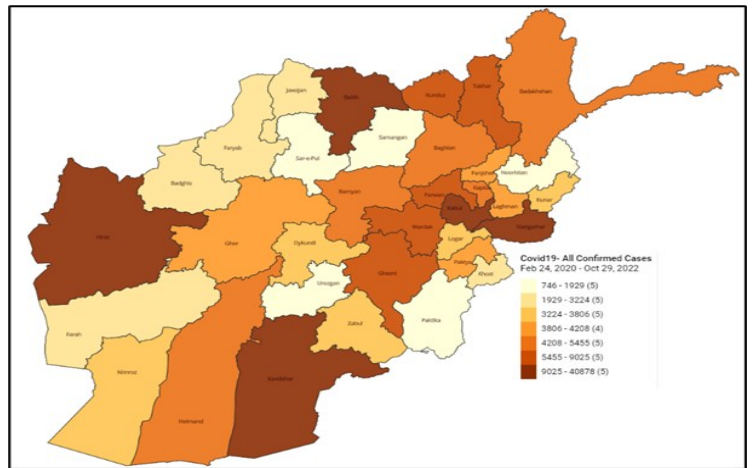 Badakhshan
Jawzjan
Balkh
Kunduz
Takhar
Faryab
Sar-e-Pul
Samangan
Baghlan
Panjsher
Nooristan
Badghis
Bamyan
Parwan
Kapisa
Kunar
Laghman
Kabul
Nangarhar
Hirat
Ghor
Dykundi
Wardak
Logar
Paktya
Khost
Ghazni
Urozgan
Paktika
Farah
Zabul
Nimroz
Helmand
Kandahar
Covid19- All Confirmed Cases
Feb 24, 2020 - Oct 29, 2022
746 - 1929 (5)
1929 - 3224 (5)
3224 - 3806 (5)
3806 - 4208 (4)
4208 - 5455 (5)
5455 - 9025 (5)
9025 - 40878 (5)